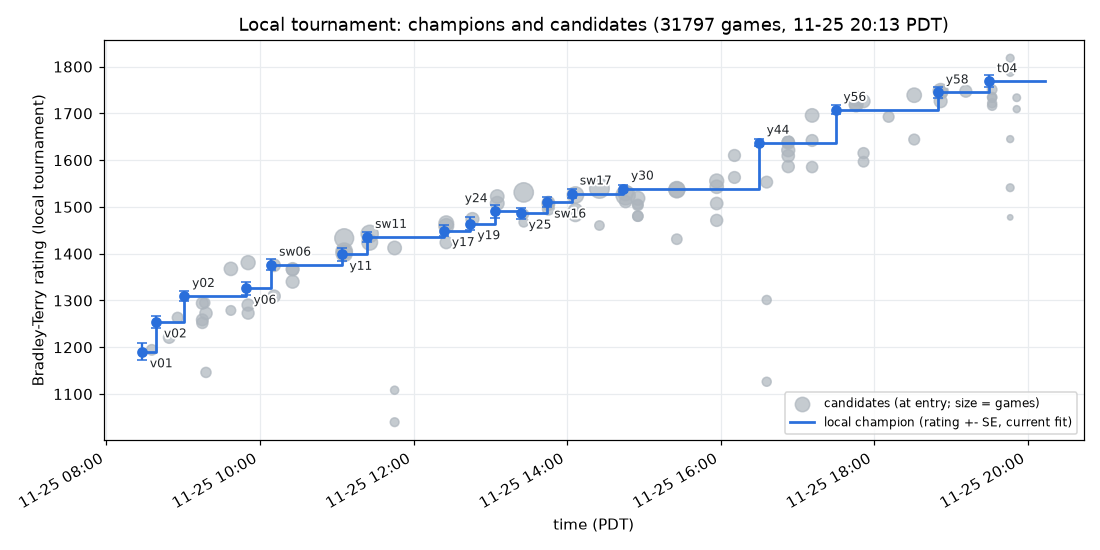 Local tournament: champions and candidates (31797 games, 11-25 20:13 PDT)
Bradley-Terry rating (local tournament)
1800
1700
1600
1500
1400
1300
1200
1100
v01
v02
y02
y06
sw06
y11
sw11
y17
y19
y24
y25
sw16
sw17
y30
y44
y56
y58
t04
candidates (at entry; size = games)
local champion (rating +- SE, current fit)
11-25 08:00
11-25 10:00
11-25 12:00
11-25 14:00
11-25 16:00
11-25 18:00
11-25 20:00
time (PDT)